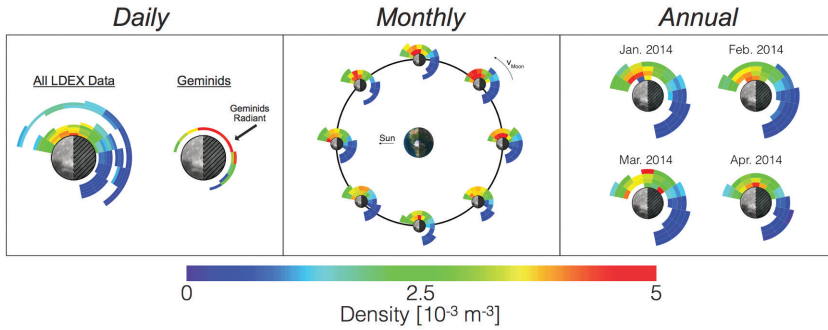 Daily
Monthly
Annual
All LDEX Data
Geminids
Geminids
Radiant
vMoon
Sun
Jan. 2014
Feb. 2014
Mar. 2014
Apr. 2014
0
2.5
5
Density [10⁻³ m⁻³]